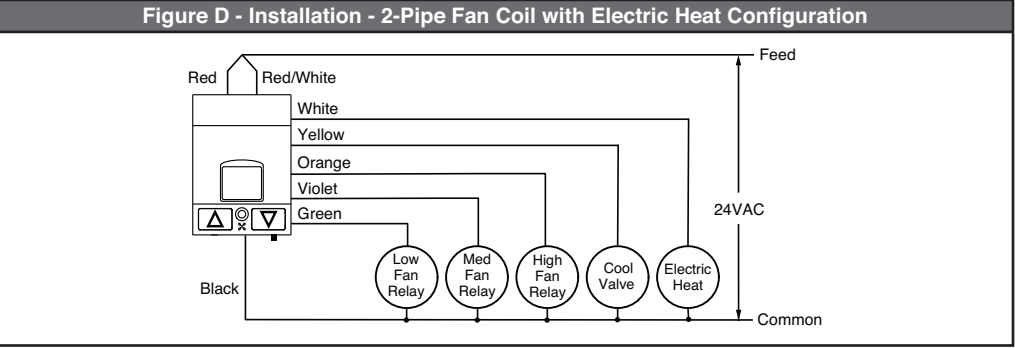 Figure D - Installation - 2-Pipe Fan Coil with Electric Heat Configuration
Feed
Red
Red/White
White
Yellow
Orange
Violet
Green
24VAC
Low
Fan
Relay
Med
Fan
Relay
High
Fan
Relay
Cool
Valve
Electric
Heat
Black
Common